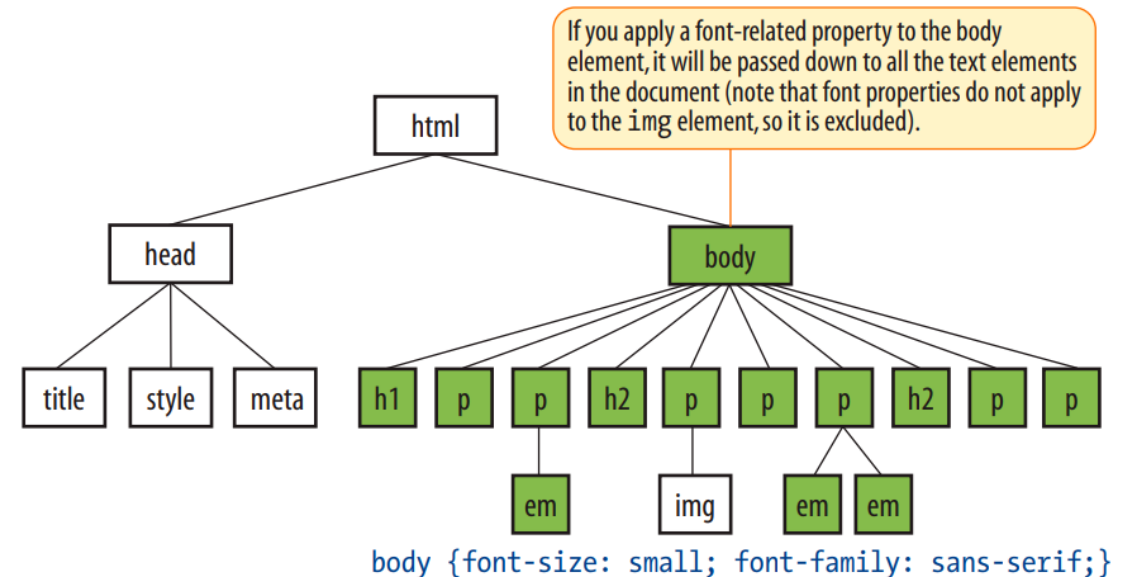 If you apply a font-related property to the body
element, it will be passed down to all the text elements
in the document (note that font properties do not apply
to the img element, so it is excluded).
html
head
body
title
style
meta
h1
p
p
h2
p
p
p
h2
p
p
em
img
em
em
body {font-size: small; font-family: sans-serif;}